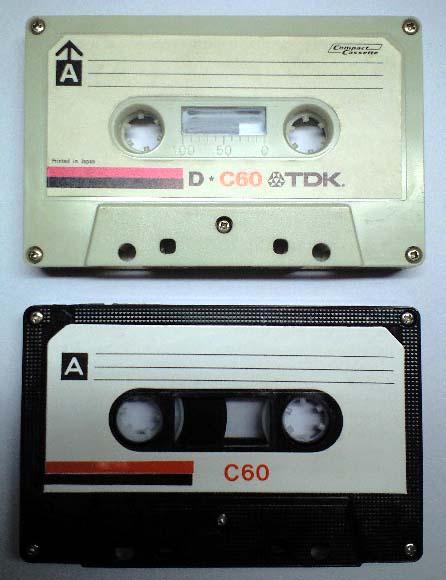 Compact
Cassette
A
Printed in Japan
100 50 0
D • C60 TDK.
A
C60